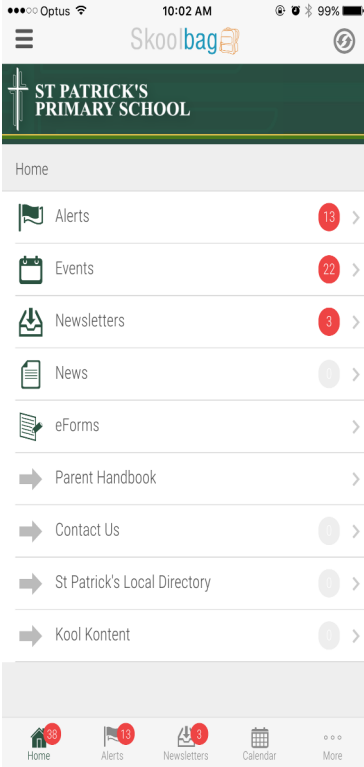 Optus 10:02 AM 99%
Skoolbag
ST PATRICK'S
PRIMARY SCHOOL
Home
Alerts 13
Events 22
Newsletters 3
News 0
eForms
Parent Handbook
Contact Us 0
St Patrick's Local Directory 0
Kool Kontent 0
38 13 3
Home Alerts Newsletters Calendar More